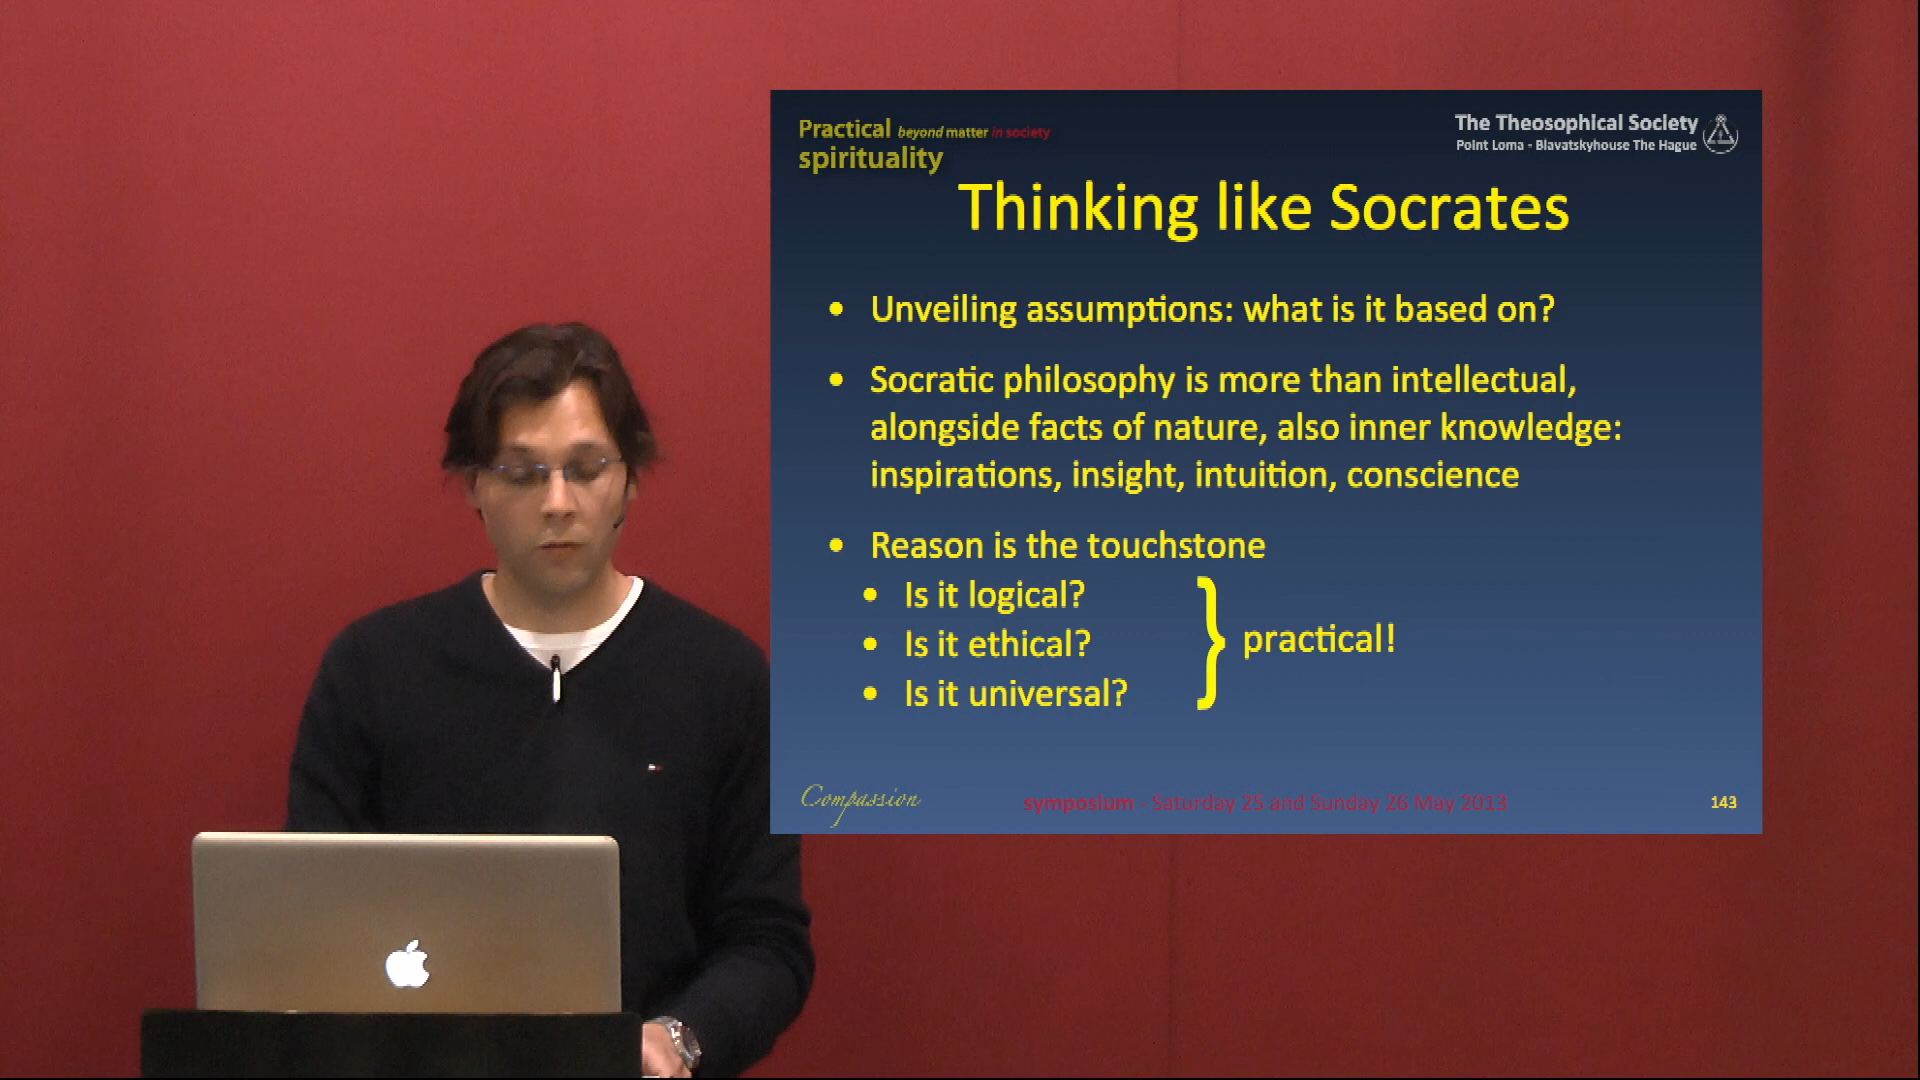 Practical beyond matter in society
spirituality
The Theosophical Society
Point Loma - Blavatskyhouse The Hague
Thinking like Socrates
• Unveiling assumptions: what is it based on?
• Socratic philosophy is more than intellectual,
alongside facts of nature, also inner knowledge:
inspirations, insight, intuition, conscience
• Reason is the touchstone
• Is it logical?
• Is it ethical?
• Is it universal?
} practical!
Compassion
symposium - Saturday 25 and Sunday 26 May 2013
143